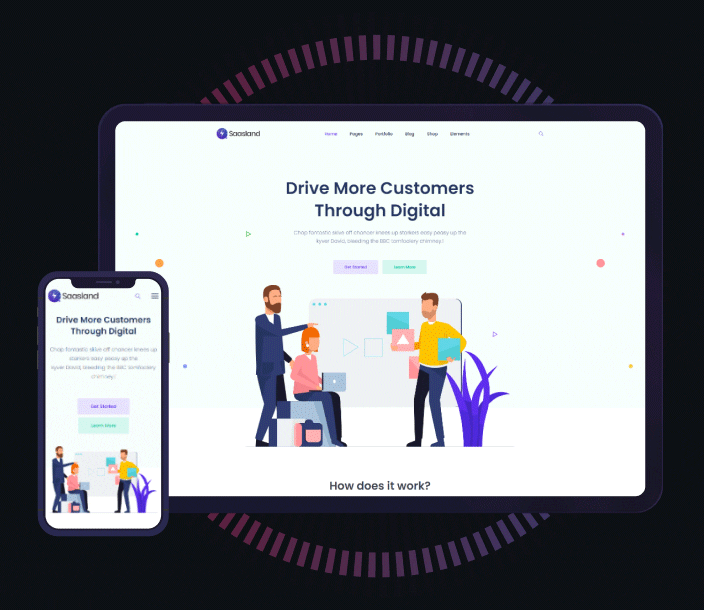 Saasland
Home Pages Portfolio Blog Shop Elements
Drive More Customers
Through Digital
Chap fantastic skive off chancer knees up starkers easy peasy up the
kyver David, bleeding the BBC tomfoolery chimney.!
Get Started Learn More
How does it work?
Saasland
Drive More Customers
Through Digital
Chap fantastic skive off chancer knees up
starkers easy peasy up the
kyver David, bleeding the BBC tomfoolery
chimney.!
Get Started
Learn More